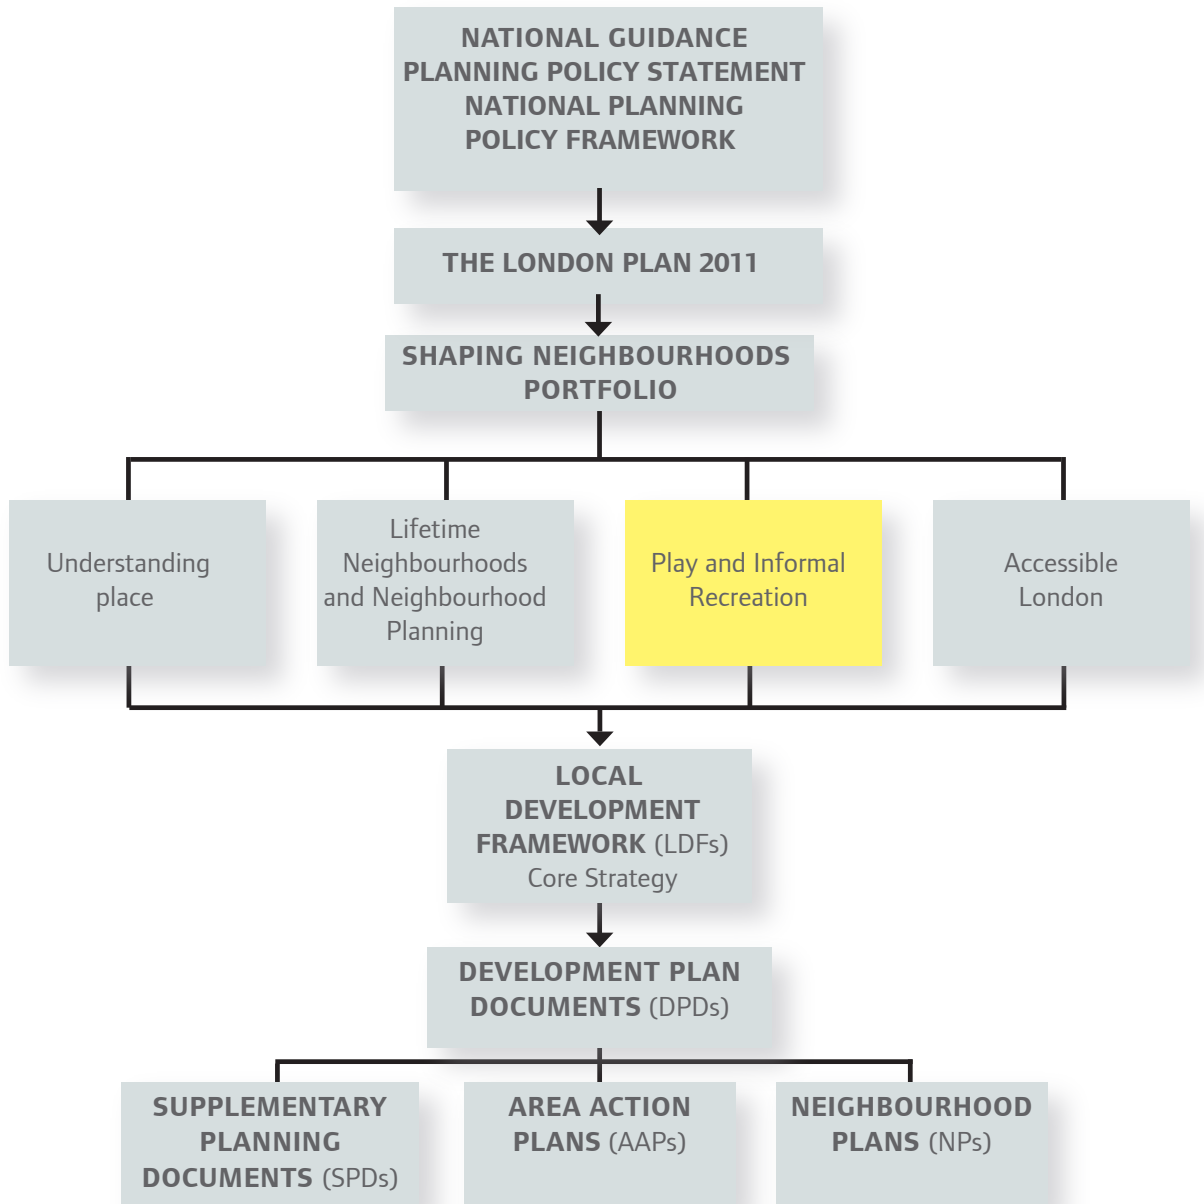 NATIONAL GUIDANCE
PLANNING POLICY STATEMENT
NATIONAL PLANNING
POLICY FRAMEWORK
THE LONDON PLAN 2011
SHAPING NEIGHBOURHOODS
PORTFOLIO
Understanding
place
Lifetime
Neighbourhoods
and Neighbourhood
Planning
Play and Informal
Recreation
Accessible
London
LOCAL
DEVELOPMENT
FRAMEWORK (LDFs)
Core Strategy
DEVELOPMENT PLAN
DOCUMENTS (DPDs)
SUPPLEMENTARY
PLANNING
DOCUMENTS (SPDs)
AREA ACTION
PLANS (AAPs)
NEIGHBOURHOOD
PLANS (NPs)